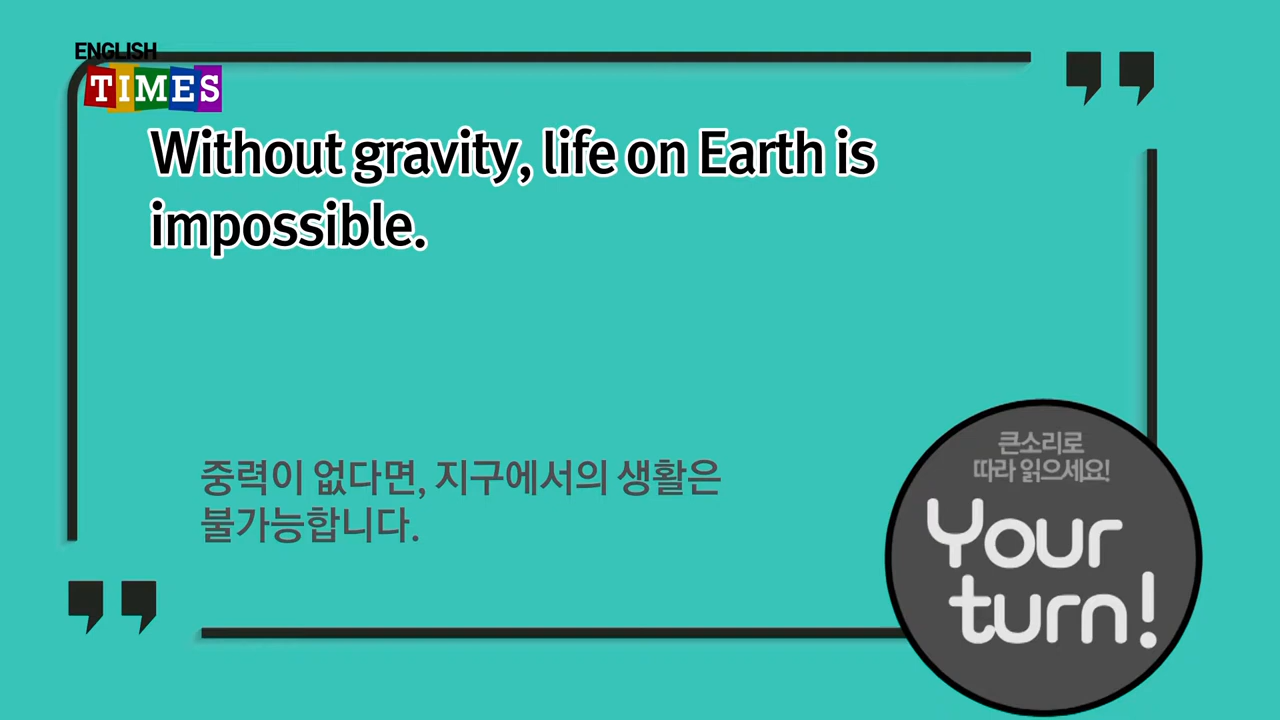 ENGLISH
TIMES
Without gravity, life on Earth is
impossible.
중력이 없다면, 지구에서의 생활은
불가능합니다.
큰소리로
따라 읽으세요!
Your
turn!